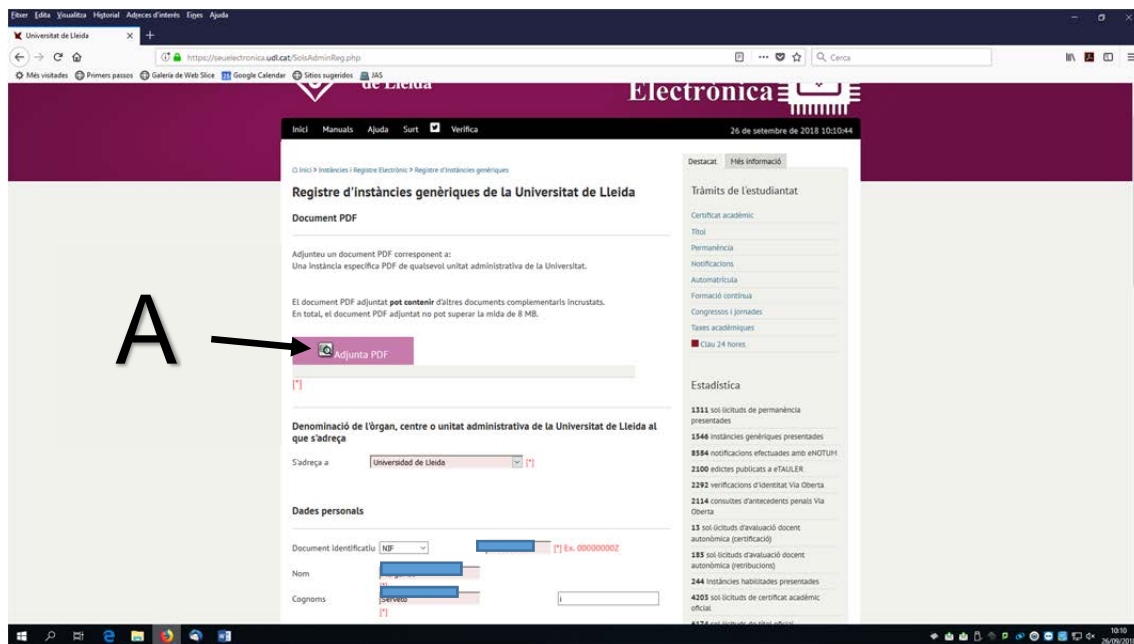 Fitxer Edita Visualitza Historial Adreces d'interès Eines Ajuda
Universitat de Lleida
https://seuelectronica.udl.cat/SolsAdminReg.php
Cerca
Més visitades Primers passos Galería de Web Slice Google Calendar Sitios sugeridos JAS
de Lleida
Electrònica
Inici Manuals Ajuda Surt Verifica
26 de setembre de 2018 10:10:44
Inici > Instàncies i Registre Electrònic > Registre d'instàncies genèriques
Registre d'instàncies genèriques de la Universitat de Lleida
Document PDF
Adjunteu un document PDF corresponent a:
Una instància específica PDF de qualsevol unitat administrativa de la Universitat.
El document PDF adjuntat pot contenir d'altres documents complementaris incrustats.
En total, el document PDF adjuntat no pot superar la mida de 8 MB.
A
Adjunta PDF
[*]
Denominació de l'òrgan, centre o unitat administrativa de la Universitat de Lleida al
que s'adreça
S'adreça a Universidad de Lleida [*]
Dades personals
Document identificatiu NIF [*] Ex. 00000000Z
Nom
Cognoms i
[*]
Destacat Més informació
Tràmits de l'estudiantat
Certificat acadèmic
Títol
Permanència
Notificacions
Automatrícula
Formació contínua
Congressos i jornades
Taxes acadèmiques
Clau 24 hores
Estadística
1311 sol·licituds de permanència
presentades
1546 instàncies genèriques presentades
8584 notificacions efectuades amb eNOTUM
2100 edictes publicats a eTAULER
2292 verificacions d'identitat Via Oberta
2114 consultes d'antecedents penals Via
Oberta
13 sol·licituds d'avaluació docent
autonòmica (certificació)
183 sol·licituds d'avaluació docent
autonòmica (retribucions)
244 Instàncies habilitades presentades
4203 sol·licituds de certificat acadèmic
oficial
10:10
26/09/2018